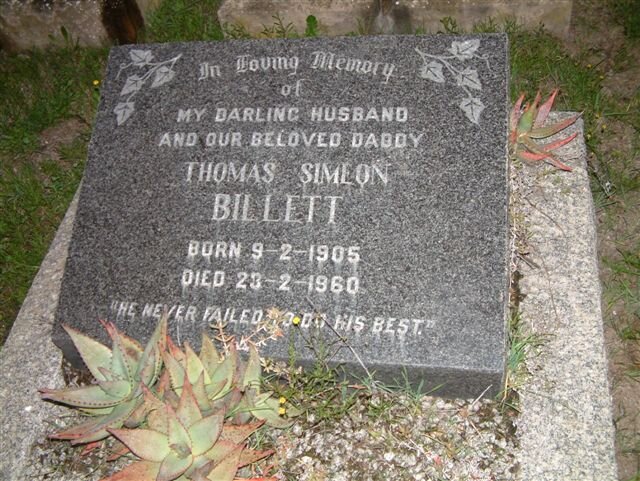 In Loving Memory
of
MY DARLING HUSBAND
AND OUR BELOVED DADDY
THOMAS SIMEON
BILLETT
BORN 9-2-1905
DIED 23-2-1960
"HE NEVER FAILED TO DO HIS BEST."